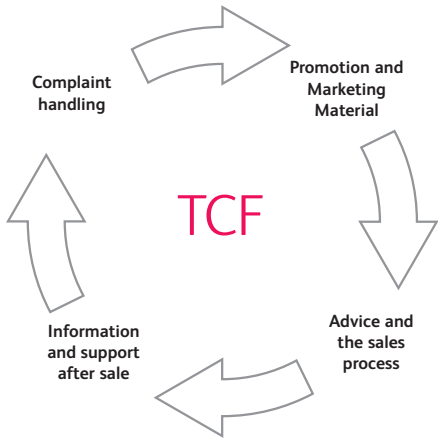 Complaint
handling
Promotion and
Marketing
Material
TCF
Advice and
the sales
process
Information
and support
after sale